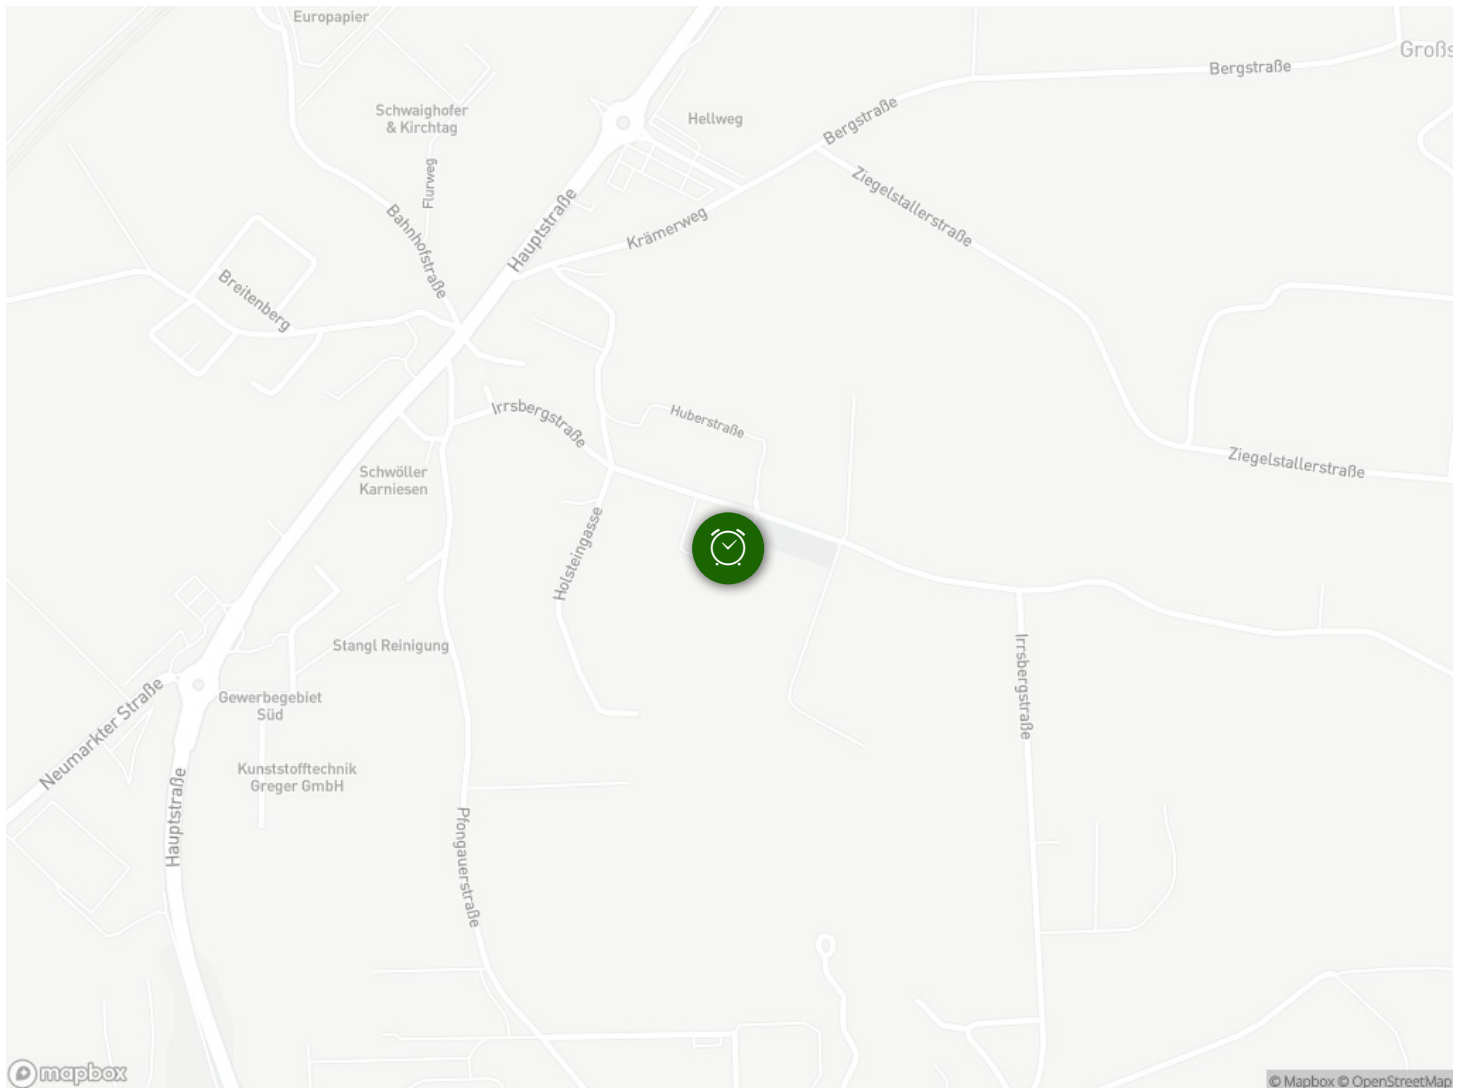 Europapier
Großs
Bergstraße
Schwaighofer
& Kirchtag
Hellweg
Bergstraße
Flurweg
Ziegelstallerstraße
Bahnhofstraße
Hauptstraße
Krämerweg
Breitenberg
Irrsbergstraße
Huberstraße
Ziegelstallerstraße
Schwöller
Karniesen
Holsteingasse
Stangl Reinigung
Irrsbergstraße
Neumarkter Straße
Gewerbegebiet
Süd
Kunststofftechnik
Greger GmbH
Hauptstraße
Pfongauerstraße
mapbox
© Mapbox © OpenStreetMap